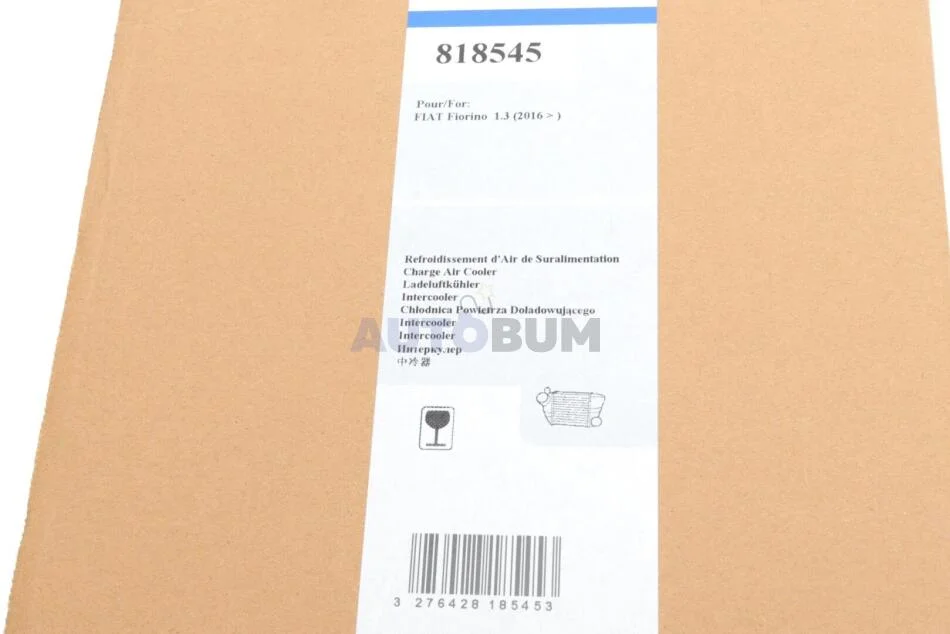 818545
Pour/For:
FIAT Fiorino 1.3 (2016 > )
Refroidissement d'Air de Suralimentation
Charge Air Cooler
Ladeluftkühler
Intercooler
Chłodnica Powietrza Doładowującego
Intercooler
Intercooler
Интеркулер
中冷器
AUTOBUM
3 276428 185453